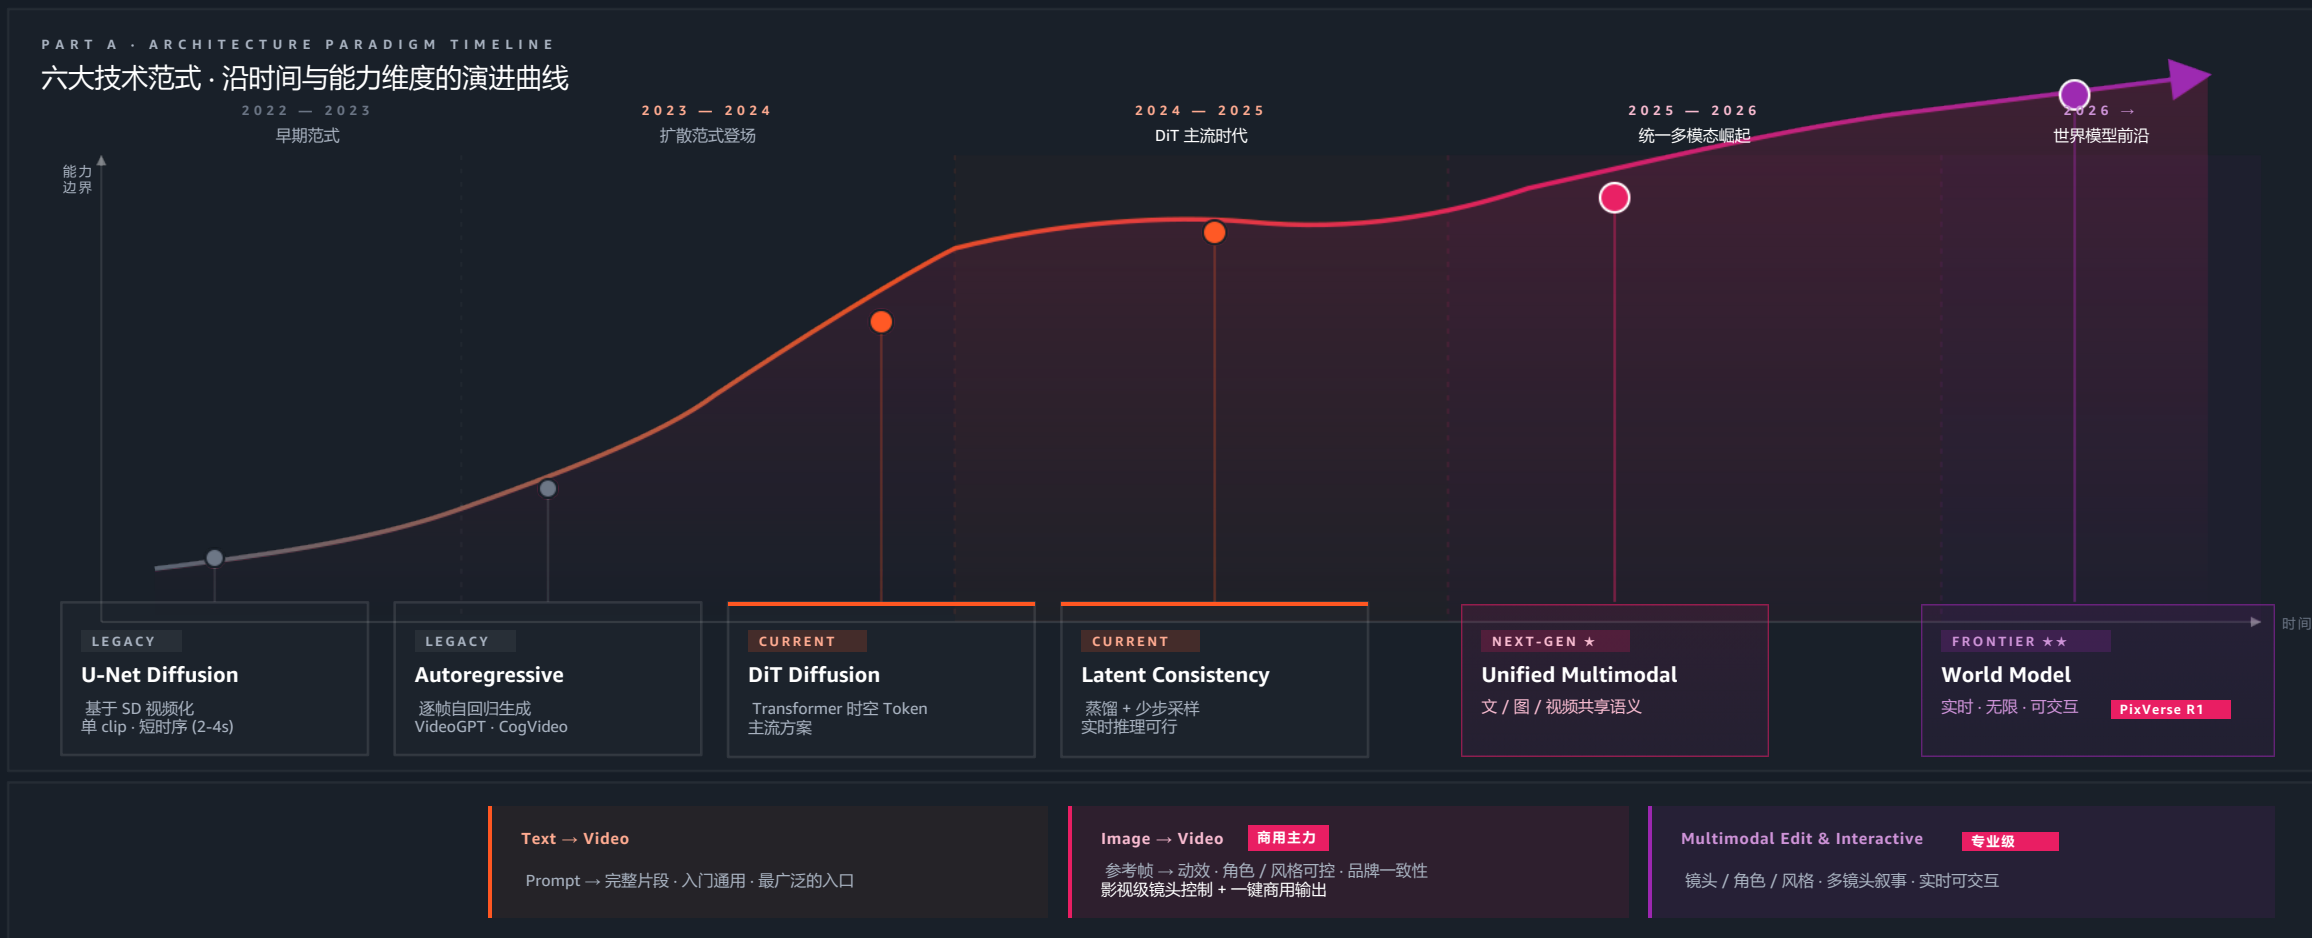 PART A · ARCHITECTURE PARADIGM TIMELINE
六大技术范式 · 沿时间与能力维度的演进曲线
2022 — 2023
早期范式
2023 — 2024
扩散范式登场
2024 — 2025
DiT 主流时代
2025 — 2026
统一多模态崛起
2026 →
世界模型前沿
能力
边界
时间
LEGACY
U-Net Diffusion
基于 SD 视频化
单 clip · 短时序 (2-4s)
LEGACY
Autoregressive
逐帧自回归生成
VideoGPT · CogVideo
CURRENT
DiT Diffusion
Transformer 时空 Token
主流方案
CURRENT
Latent Consistency
蒸馏 + 少步采样
实时推理可行
NEXT-GEN ★
Unified Multimodal
文 / 图 / 视频共享语义
FRONTIER ★★
World Model
实时 · 无限 · 可交互 PixVerse R1
Text → Video
Prompt → 完整片段 · 入门通用 · 最广泛的入口
Image → Video 商用主力
参考帧 → 动效 · 角色 / 风格可控 · 品牌一致性
影视级镜头控制 + 一键商用输出
Multimodal Edit & Interactive 专业级
镜头 / 角色 / 风格 · 多镜头叙事 · 实时可交互